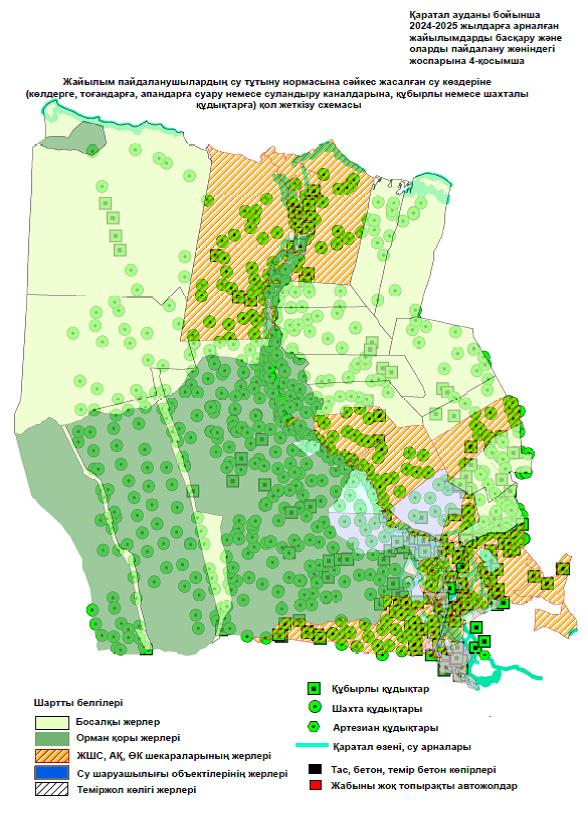 Қаратал ауданы бойынша
2024-2025 жылдарға арналған
жайылымдарды басқару және
оларды пайдалану жөніндегі
жоспарына 4-қосымша
Жайылым пайдаланушылардың су тұтыну нормасына сәйкес жасалған су көздеріне
(көлдерге, тоғандарға, апандарға суару немесе суландыру каналдарына, құбырлы немесе шахталы
құдықтарға) қол жеткізу схемасы
Шартты белгілері
Босалқы жерлер
Орман қоры жерлері
ЖШС, АҚ, ӨК шекараларының жерлері
Су шаруашылығы объектілерінің жерлері
Теміржол көлігі жерлері
Құбырлы құдықтар
Шахта құдықтары
Артезиан құдықтары
Қаратал өзені, су арналары
Тас, бетон, темір бетон көпірлері
Жабыны жоқ топырақты автожолдар